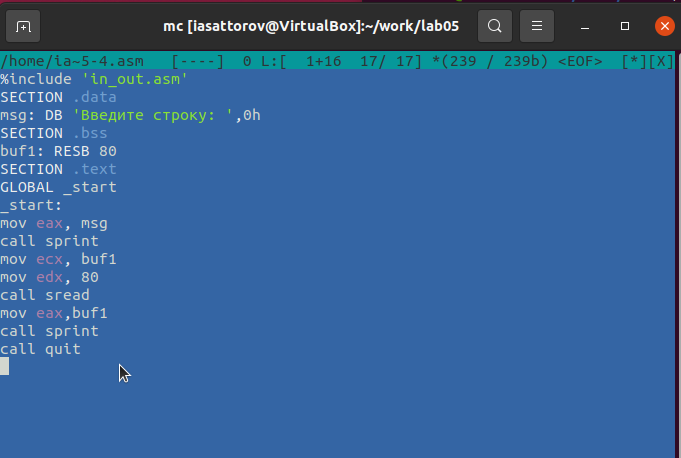 mc [iasattorov@VirtualBox]:~/work/lab05
/home/ia~5-4.asm   [----]  0 L:[  1+16  17/ 17] *(239 / 239b) <EOF>  [*][X]
%include 'in_out.asm'
SECTION .data
msg: DB 'Введите строку: ',0h
SECTION .bss
buf1: RESB 80
SECTION .text
GLOBAL _start
_start:
mov eax, msg
call sprint
mov ecx, buf1
mov edx, 80
call sread
mov eax,buf1
call sprint
call quit